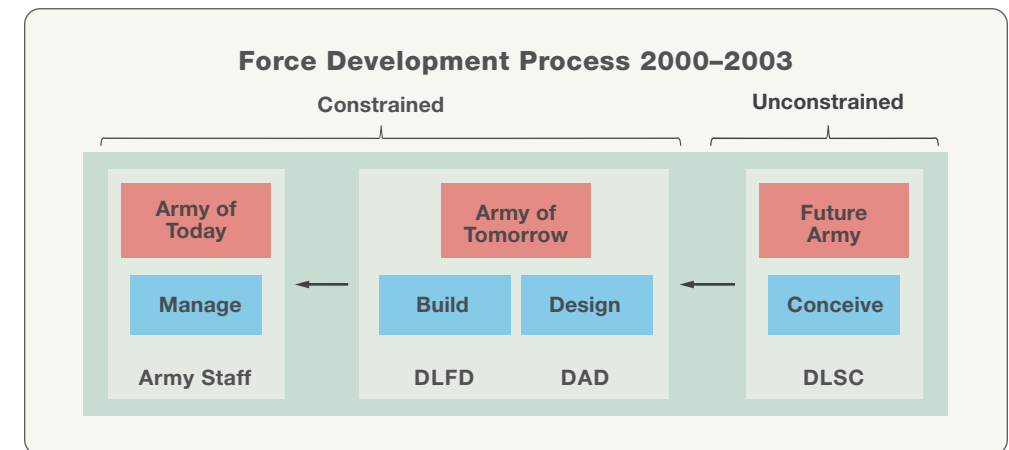 Force Development Process 2000–2003
Constrained
Unconstrained
Army of
Today
Army of
Tomorrow
Future
Army
Manage
Build
Design
Conceive
Army Staff
DLFD
DAD
DLSC